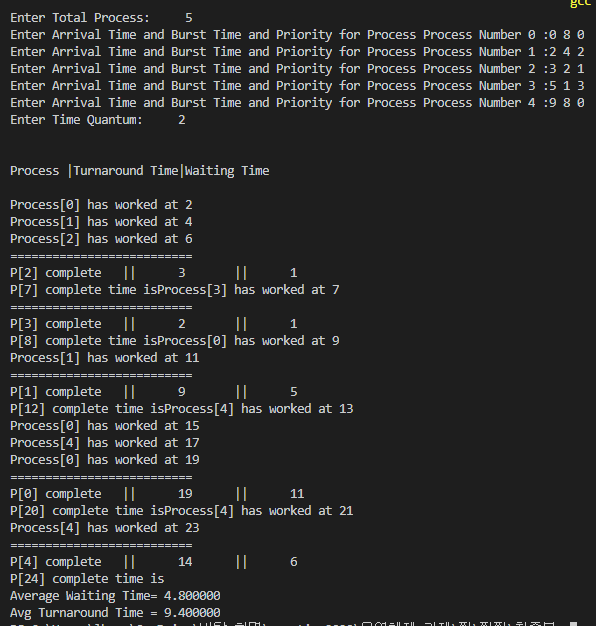 gcc
Enter Total Process:     5
Enter Arrival Time and Burst Time and Priority for Process Process Number 0 :0 8 0
Enter Arrival Time and Burst Time and Priority for Process Process Number 1 :2 4 2
Enter Arrival Time and Burst Time and Priority for Process Process Number 2 :3 2 1
Enter Arrival Time and Burst Time and Priority for Process Process Number 3 :5 1 3
Enter Arrival Time and Burst Time and Priority for Process Process Number 4 :9 8 0
Enter Time Quantum:     2
Process |Turnaround Time|Waiting Time
Process[0] has worked at 2
Process[1] has worked at 4
Process[2] has worked at 6
==========================
P[2] complete   ||      3       ||      1
P[7] complete time isProcess[3] has worked at 7
==========================
P[3] complete   ||      2       ||      1
P[8] complete time isProcess[0] has worked at 9
Process[1] has worked at 11
==========================
P[1] complete   ||      9       ||      5
P[12] complete time isProcess[4] has worked at 13
Process[0] has worked at 15
Process[4] has worked at 17
Process[0] has worked at 19
==========================
P[0] complete   ||      19      ||      11
P[20] complete time isProcess[4] has worked at 21
Process[4] has worked at 23
==========================
P[4] complete   ||      14      ||      6
P[24] complete time is
Average Waiting Time= 4.800000
Avg Turnaround Time = 9.400000